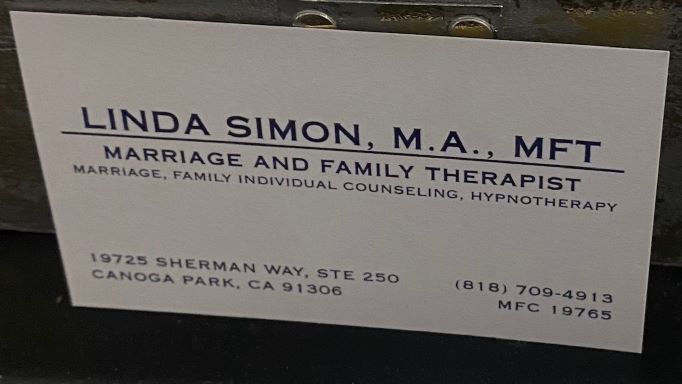 LINDA SIMON, M.A., MFT
MARRIAGE AND FAMILY THERAPIST
MARRIAGE, FAMILY INDIVIDUAL COUNSELING, HYPNOTHERAPY
19725 SHERMAN WAY, STE 250
CANOGA PARK, CA 91306
(818) 709-4913
MFC 19765